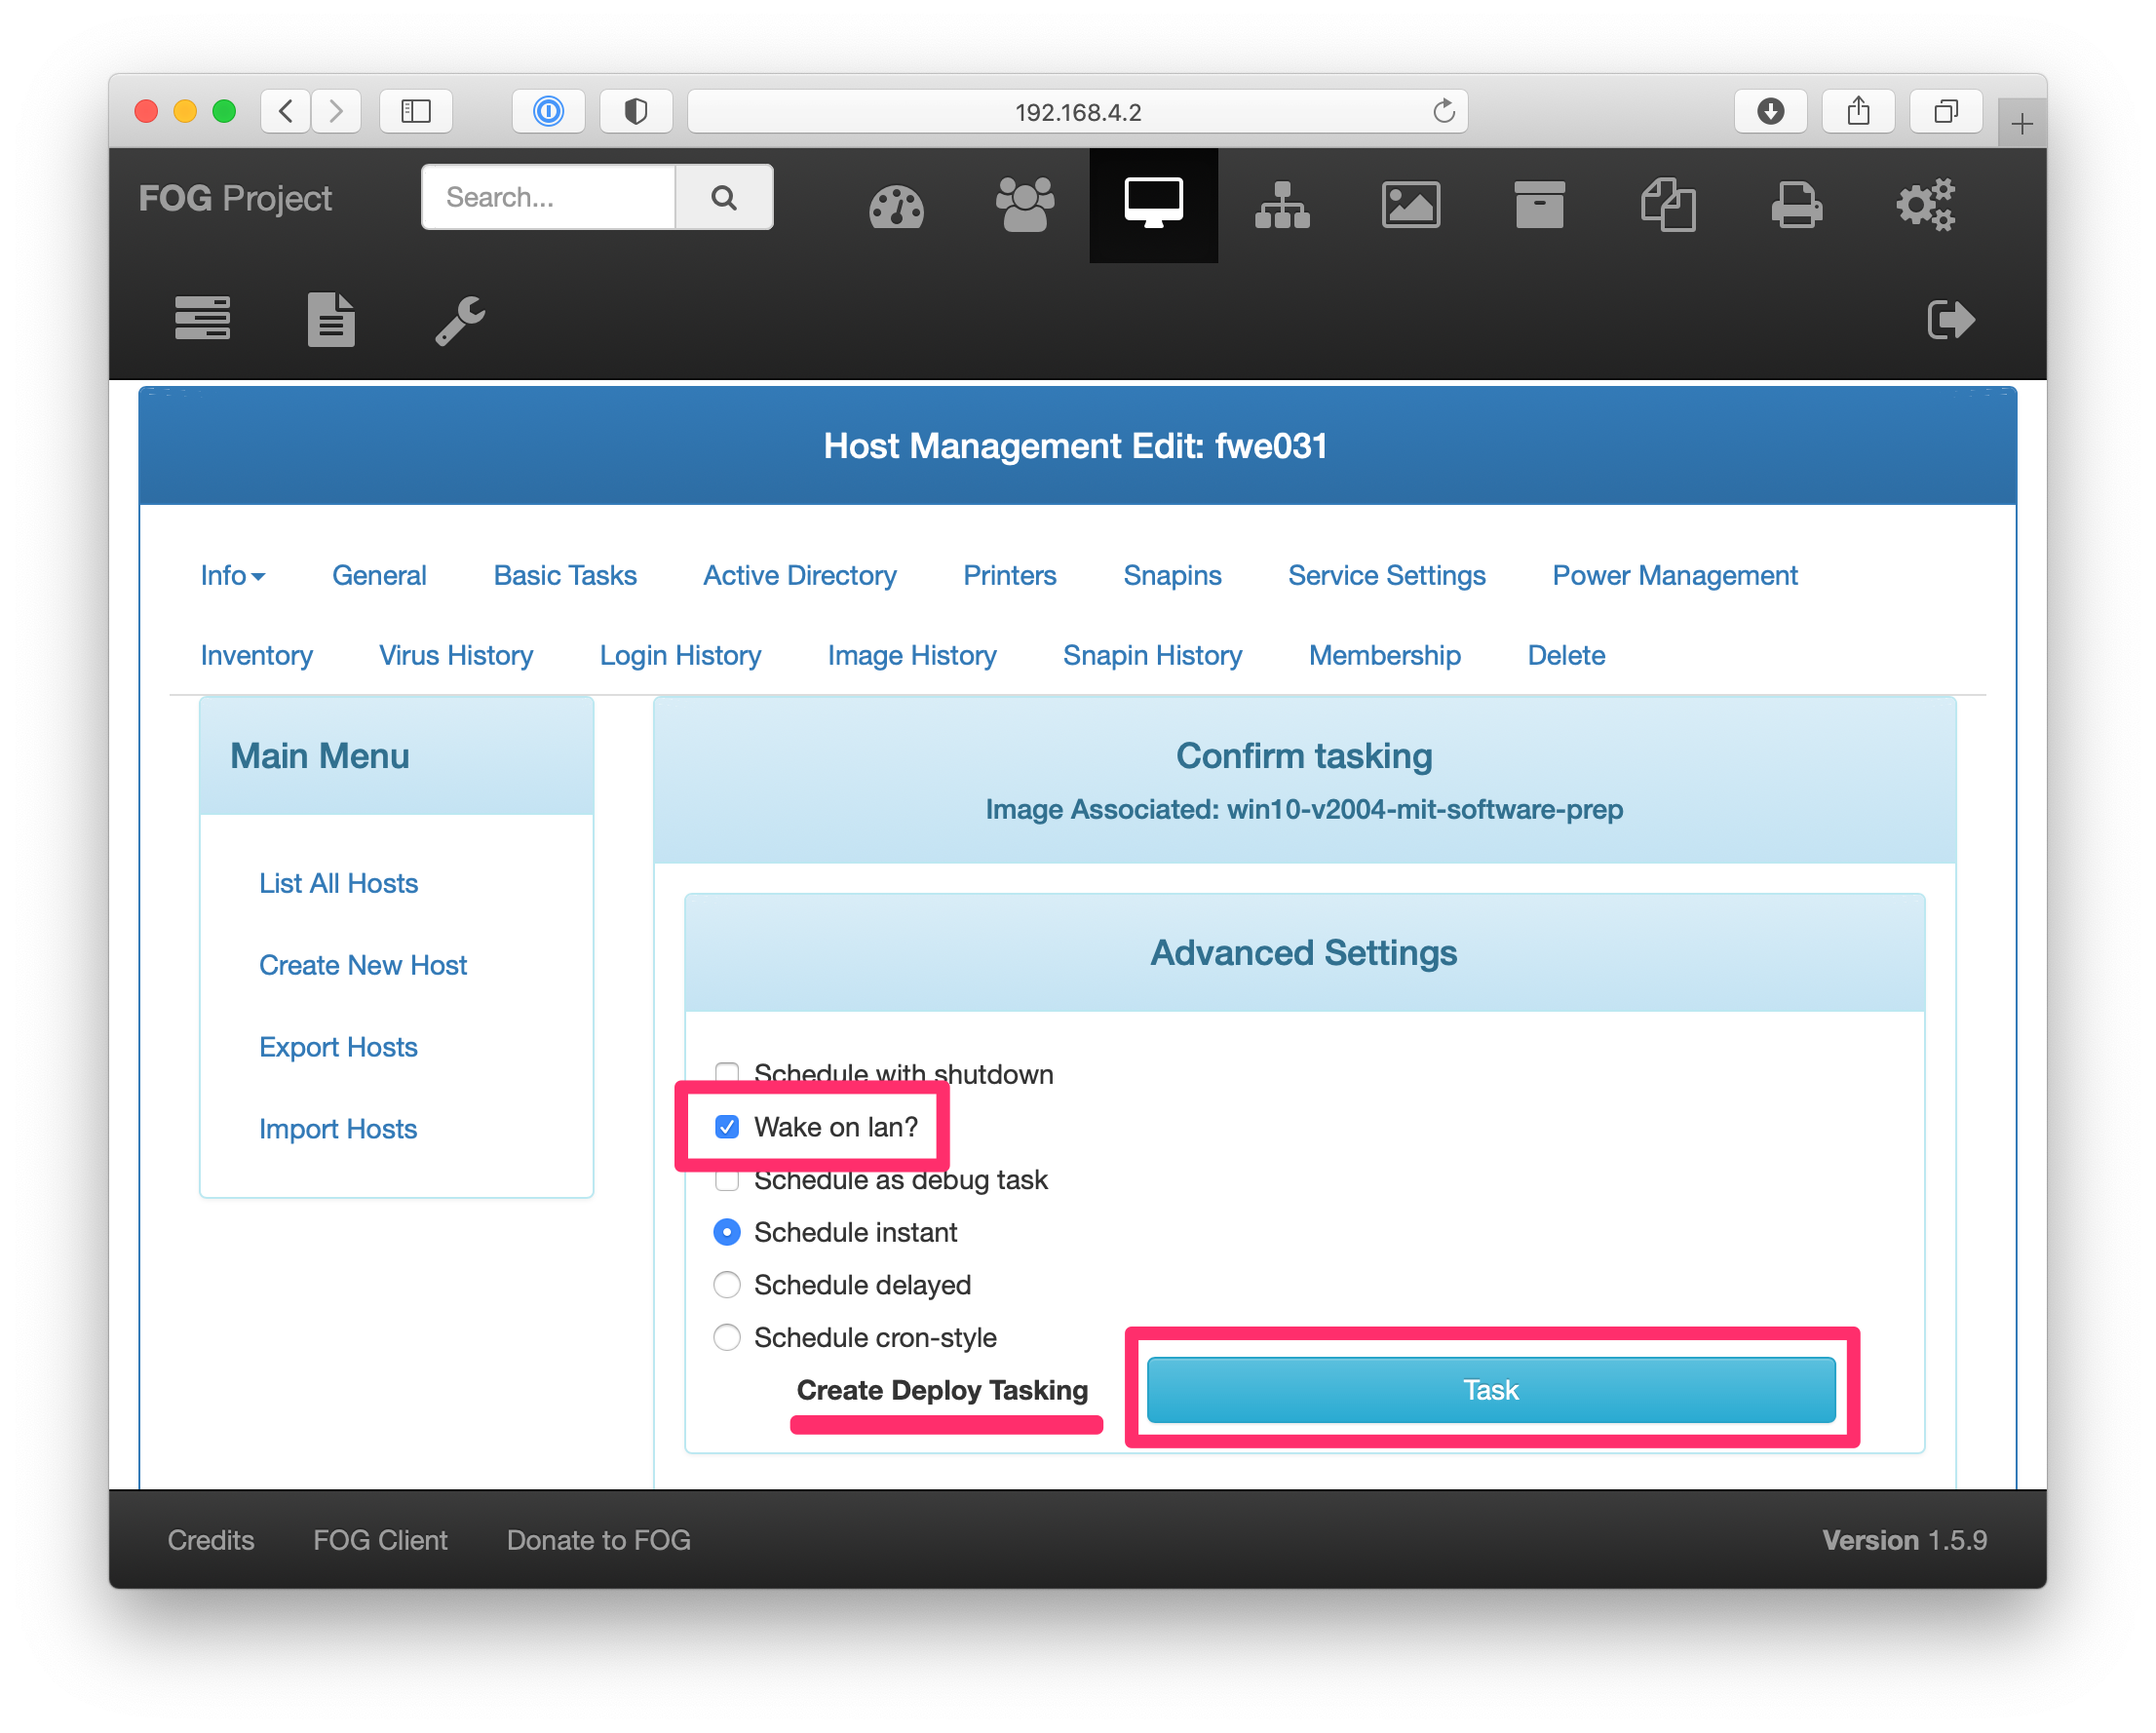 192.168.4.2
FOG Project
Search...
Host Management Edit: fwe031
Info General Basic Tasks Active Directory Printers Snapins Service Settings Power Management
Inventory Virus History Login History Image History Snapin History Membership Delete
Main Menu
List All Hosts
Create New Host
Export Hosts
Import Hosts
Confirm tasking
Image Associated: win10-v2004-mit-software-prep
Advanced Settings
Schedule with shutdown
Wake on lan?
Schedule as debug task
Schedule instant
Schedule delayed
Schedule cron-style
Create Deploy Tasking Task
Credits FOG Client Donate to FOG Version 1.5.9